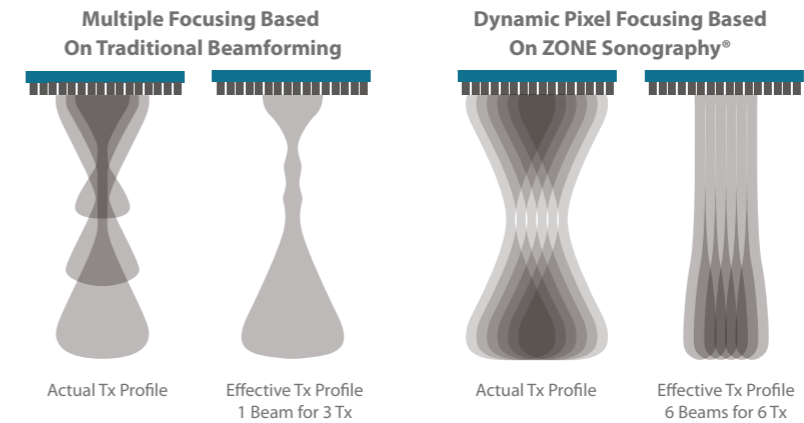 Multiple Focusing Based
On Traditional Beamforming
Dynamic Pixel Focusing Based
On ZONE Sonography®
Actual Tx Profile
Effective Tx Profile
1 Beam for 3 Tx
Actual Tx Profile
Effective Tx Profile
6 Beams for 6 Tx